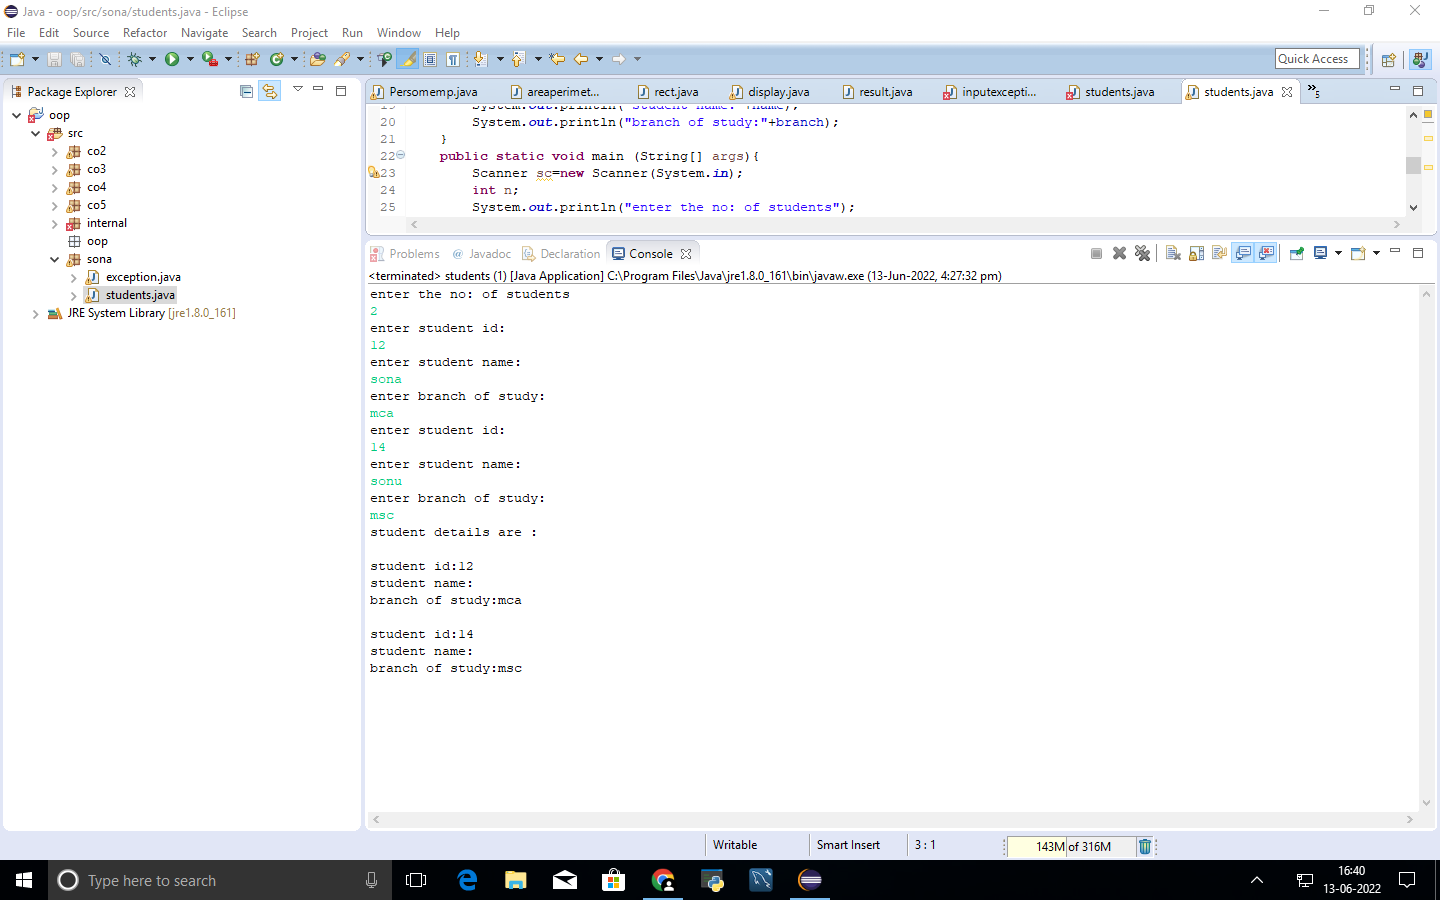 Java - oop/src/sona/students.java - Eclipse
File Edit Source Refactor Navigate Search Project Run Window Help
Quick Access
Package Explorer
oop
src
co2
co3
co4
co5
internal
oop
sona
exception.java
students.java
JRE System Library [jre1.8.0_161]
Personemp.java areaperimet... rect.java display.java result.java inputexcepti... students.java students.java »5
19 System.out.println("student name:"+name);
20 System.out.println("branch of study:"+branch);
21 }
22 public static void main (String[] args){
23 Scanner sc=new Scanner(System.in);
24 int n;
25 System.out.println("enter the no: of students");
Problems @ Javadoc Declaration Console
<terminated> students (1) [Java Application] C:\Program Files\Java\jre1.8.0_161\bin\javaw.exe (13-Jun-2022, 4:27:32 pm)
enter the no: of students
2
enter student id:
12
enter student name:
sona
enter branch of study:
mca
enter student id:
14
enter student name:
sonu
enter branch of study:
msc
student details are :
student id:12
student name:
branch of study:mca
student id:14
student name:
branch of study:msc
Writable Smart Insert 3 : 1 143M of 316M
Type here to search
16:40
13-06-2022